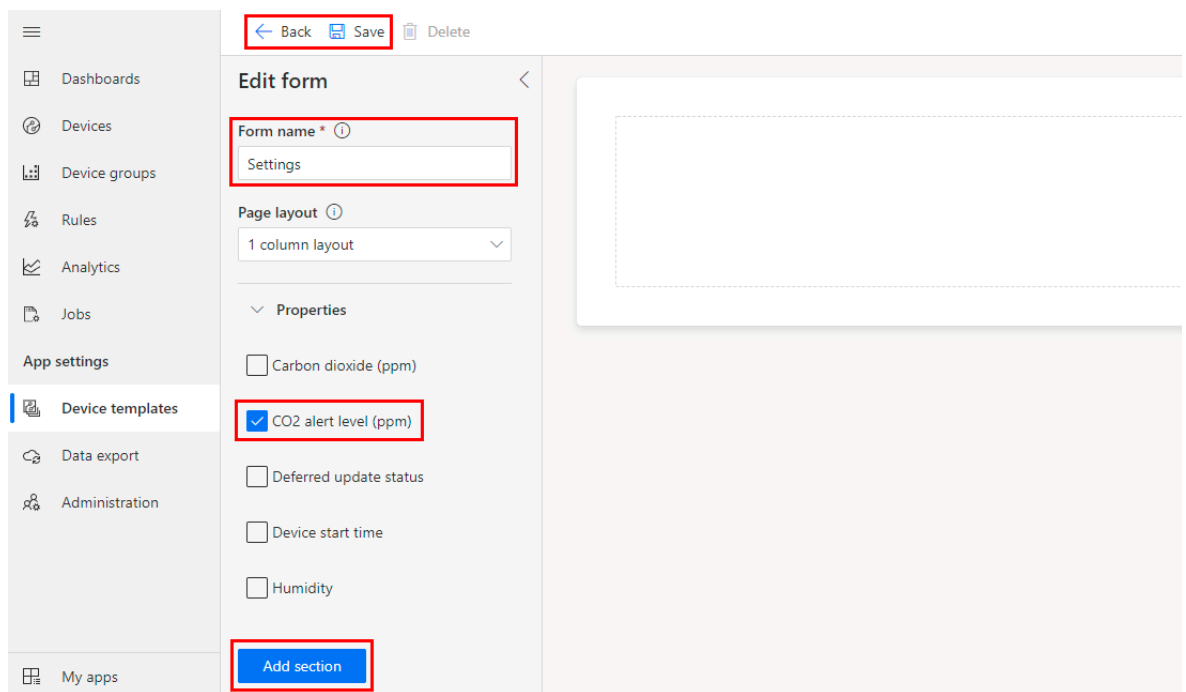 Back Save Delete
Dashboards
Devices
Device groups
Rules
Analytics
Jobs
App settings
Device templates
Data export
Administration
My apps
Edit form
Form name *
Settings
Page layout
1 column layout
Properties
Carbon dioxide (ppm)
CO2 alert level (ppm)
Deferred update status
Device start time
Humidity
Add section